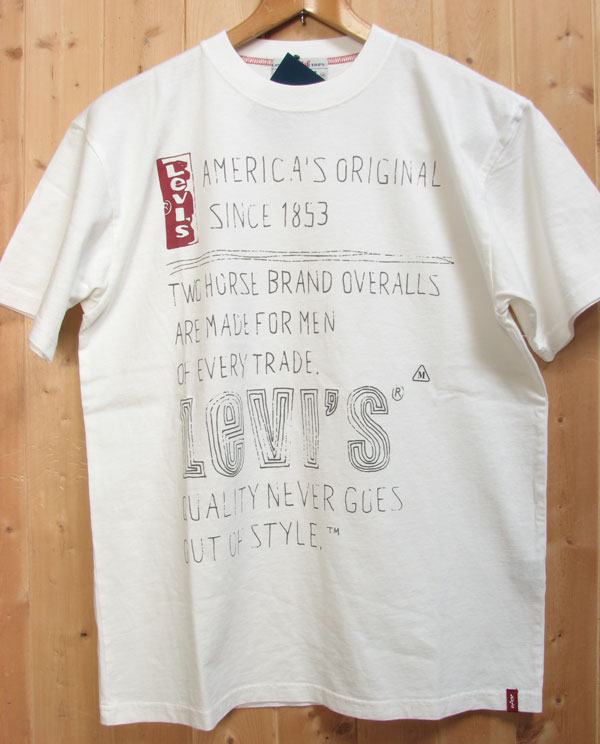 LEVI'S
®
AMERICA'S ORIGINAL
SINCE 1853
TWO HORSE BRAND OVERALLS
ARE MADE FOR MEN
OF EVERY TRADE.
M
LEVI'S®
QUALITY NEVER GOES
OUT OF STYLE.™